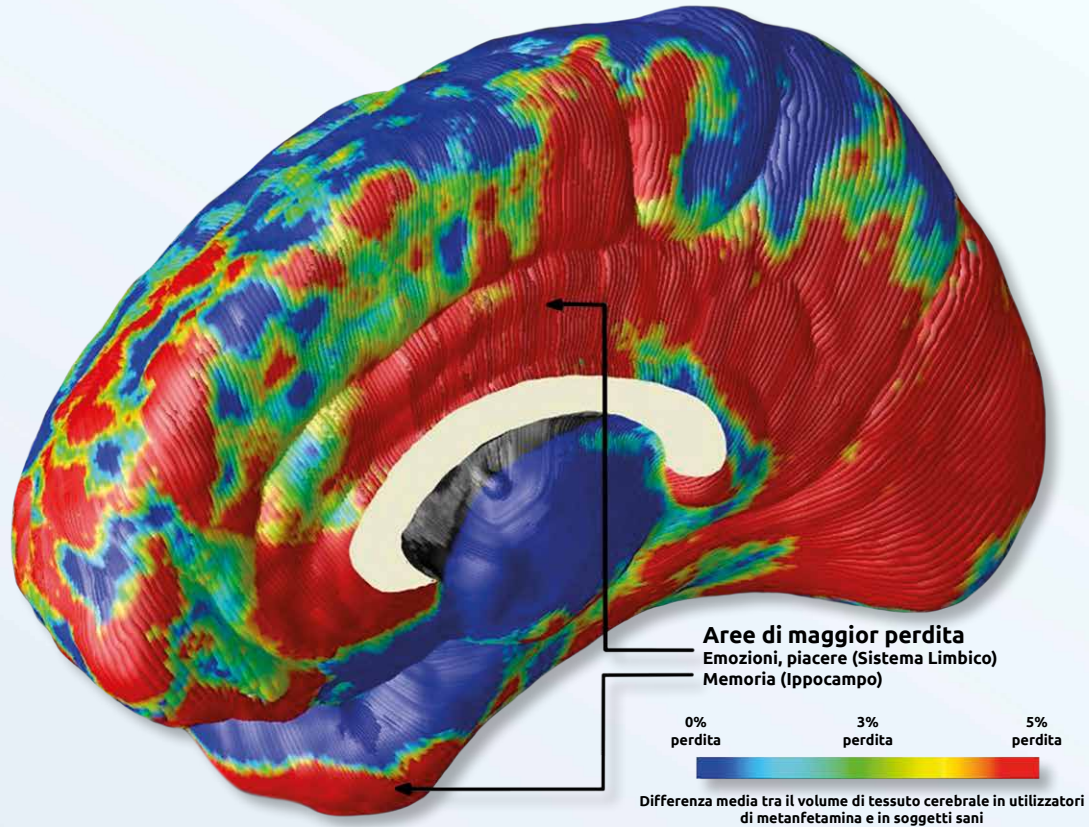 Aree di maggior perdita
Emozioni, piacere (Sistema Limbico)
Memoria (Ippocampo)
0% perdita
3% perdita
5% perdita
Differenza media tra il volume di tessuto cerebrale in utilizzatori
di metanfetamina e in soggetti sani